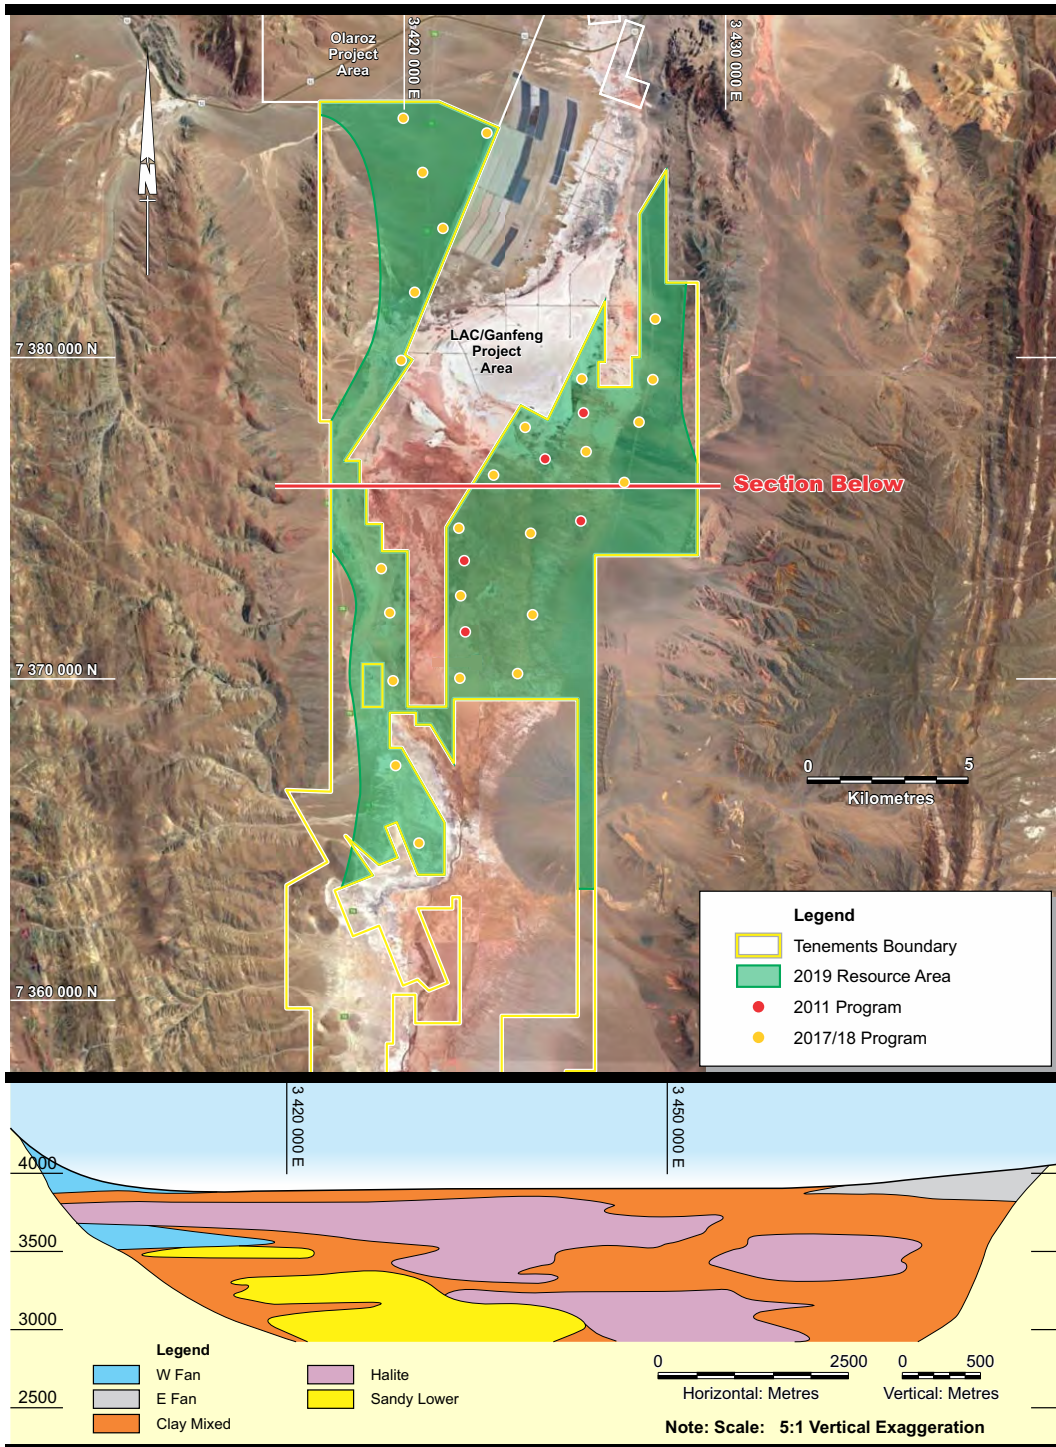 Olaroz
Project
Area
3 420 000 E
3 430 000 E
N
7 380 000 N
LAC/Ganfeng
Project
Area
Section Below
7 370 000 N
0 5
Kilometres
7 360 000 N
Legend
Tenements Boundary
2019 Resource Area
2011 Program
2017/18 Program
3 420 000 E
3 450 000 E
4000
3500
3000
2500
Legend
W Fan
E Fan
Clay Mixed
Halite
Sandy Lower
0 2500
Horizontal: Metres
0 500
Vertical: Metres
Note: Scale: 5:1 Vertical Exaggeration